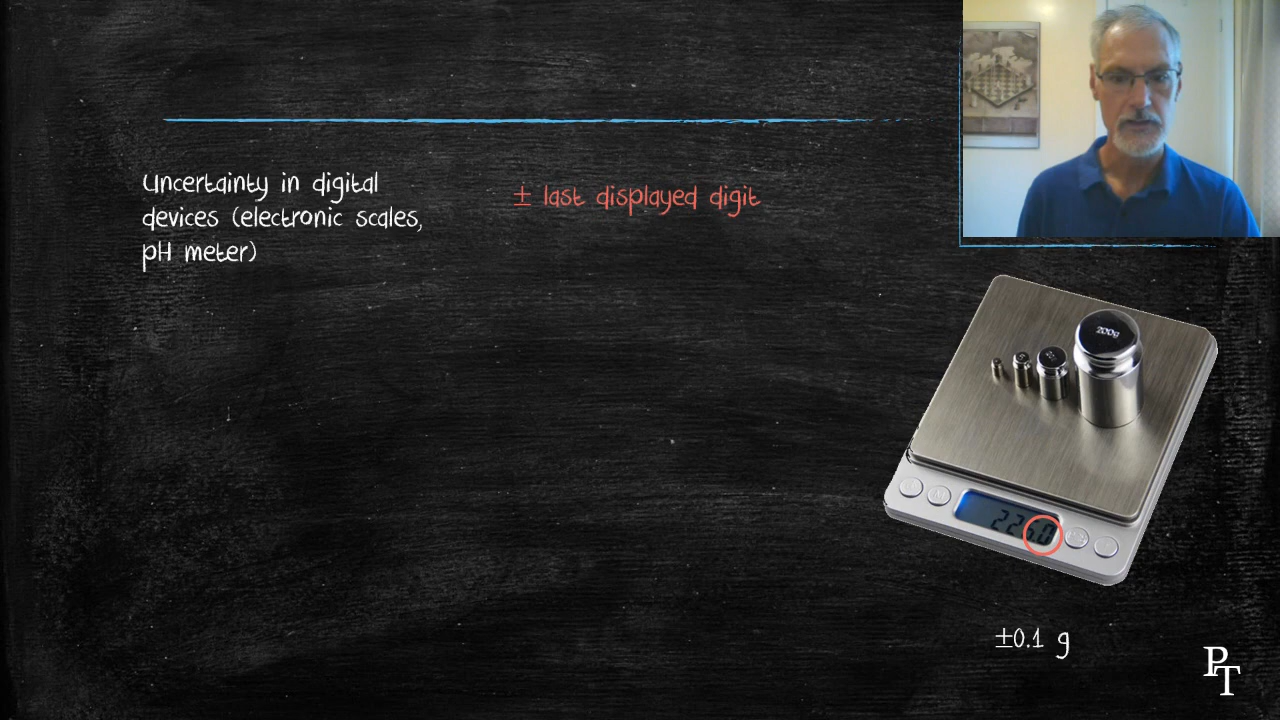 Uncertainty in digital
devices (electronic scales,
pH meter)
± last displayed digit
200g
±0.1 g
PT